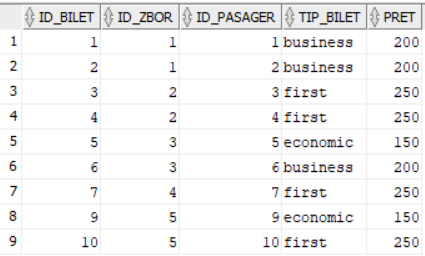 ID_BILET ID_ZBOR ID_PASAGER TIP_BILET PRET
1 1 1 1 business 200
2 2 1 2 business 200
3 3 2 3 first 250
4 4 2 4 first 250
5 5 3 5 economic 150
6 6 3 6 business 200
7 7 4 7 first 250
8 9 5 9 economic 150
9 10 5 10 first 250